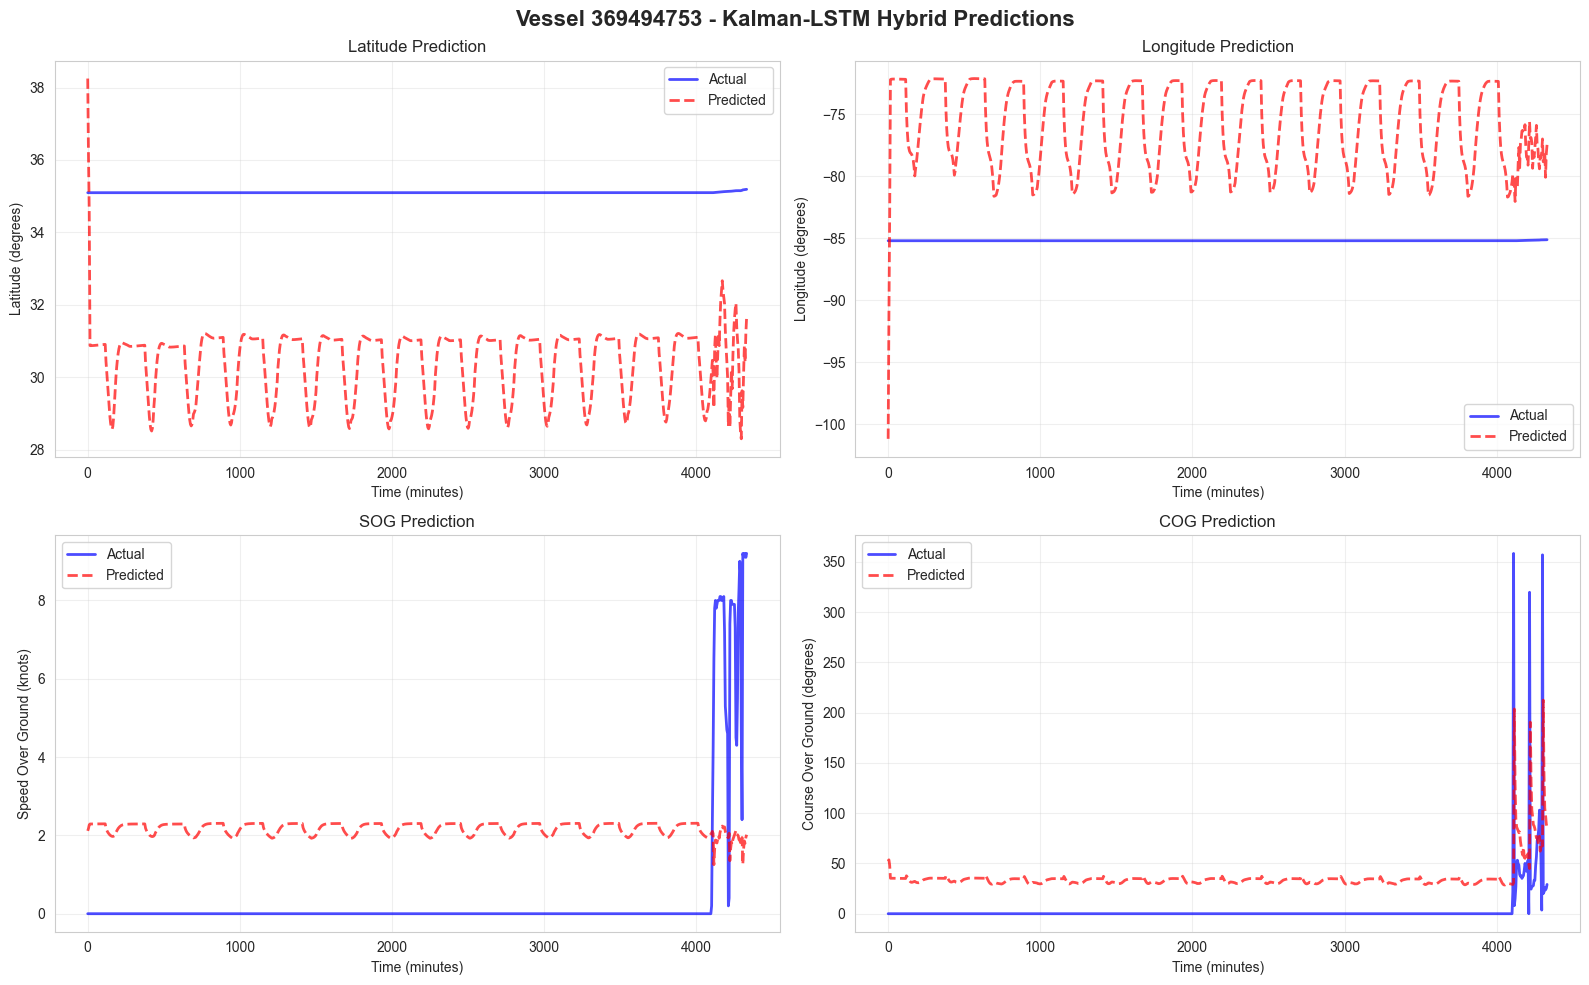 Vessel 369494753 - Kalman-LSTM Hybrid Predictions
Latitude Prediction
Latitude (degrees)
38
36
34
32
30
28
0
1000
2000
3000
4000
Time (minutes)
Actual
Predicted
Longitude Prediction
Longitude (degrees)
−75
−80
−85
−90
−95
−100
0
1000
2000
3000
4000
Time (minutes)
Actual
Predicted
SOG Prediction
Speed Over Ground (knots)
8
6
4
2
0
0
1000
2000
3000
4000
Time (minutes)
Actual
Predicted
COG Prediction
Course Over Ground (degrees)
350
300
250
200
150
100
50
0
0
1000
2000
3000
4000
Time (minutes)
Actual
Predicted